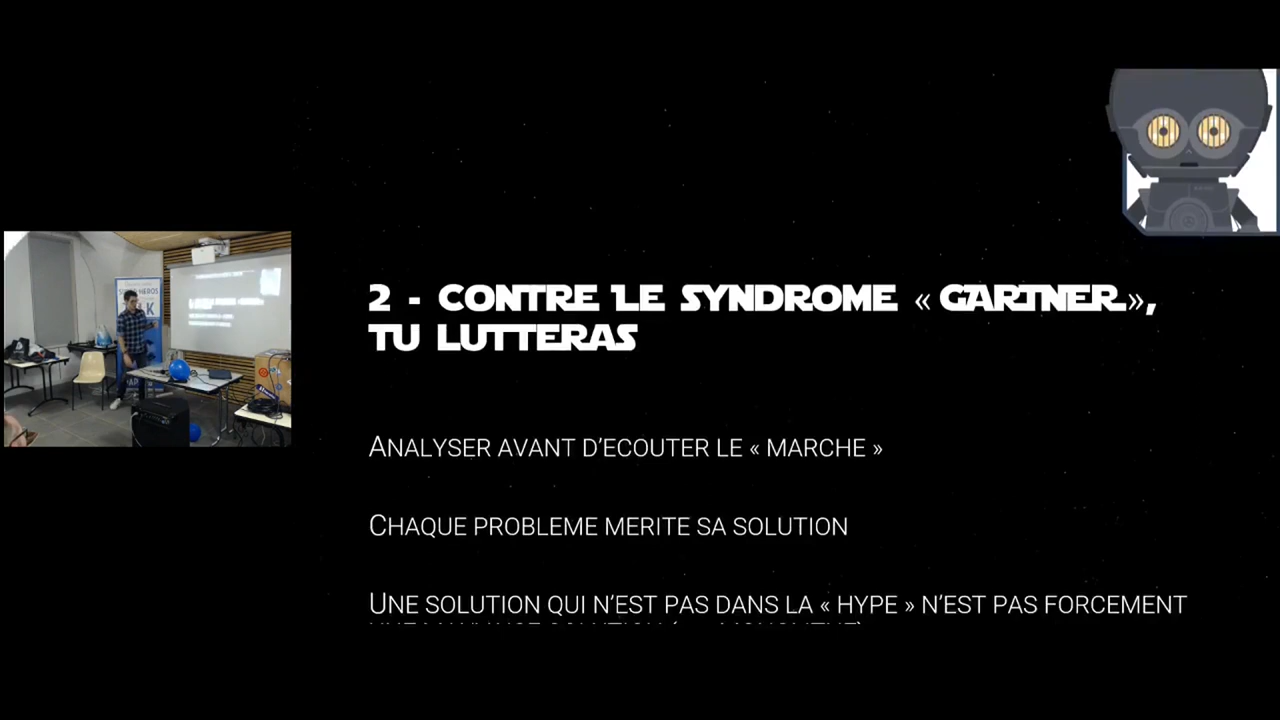 2 - CONTRE LE SYNDROME « GARTNER »,
TU LUTTERAS
ANALYSER AVANT D'ECOUTER LE « MARCHE »
CHAQUE PROBLEME MERITE SA SOLUTION
UNE SOLUTION QUI N'EST PAS DANS LA « HYPE » N'EST PAS FORCEMENT